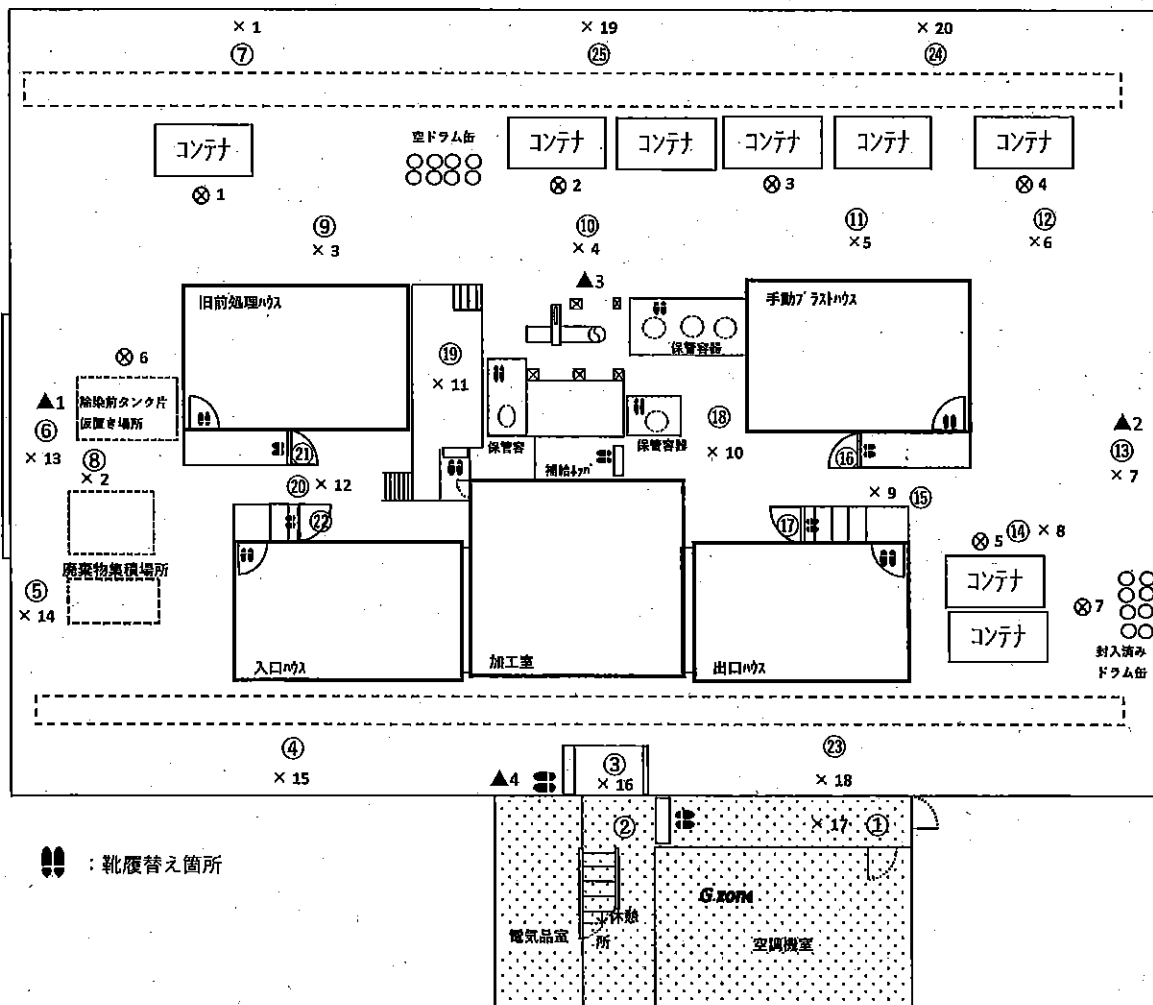 × 1
× 19
× 20
⑦
㉕
㉔
コンテナ
空ドラム缶
コンテナ
コンテナ
コンテナ
コンテナ
コンテナ
⊗ 1
⊗ 2
⊗ 3
⊗ 4
⑨
× 3
⑩
× 4
⑪
×5
⑫
× 6
▲3
旧前処理ハウス
手動ブラストハウス
保管容器
⊗ 6
⑲
× 11
▲1
除染前タンク片
仮置き場所
⑥
× 13
⑧
× 2
⑱
× 10
保管容
保管容器
▲2
⑬
× 7
㉑
補給ホッパ
⑯
⑳
× 12
× 9
⑮
㉒
⑰
⊗ 5
⑭
× 8
廃棄物集積場所
コンテナ
⑤
× 14
⊗ 7
コンテナ
封入済み
ドラム缶
入口ハウス
加工室
出口ハウス
④
× 15
③
× 16
㉓
× 18
▲4
②
× 17
①
：靴履替え箇所
G zone
電気品室
休憩
所
空調機室